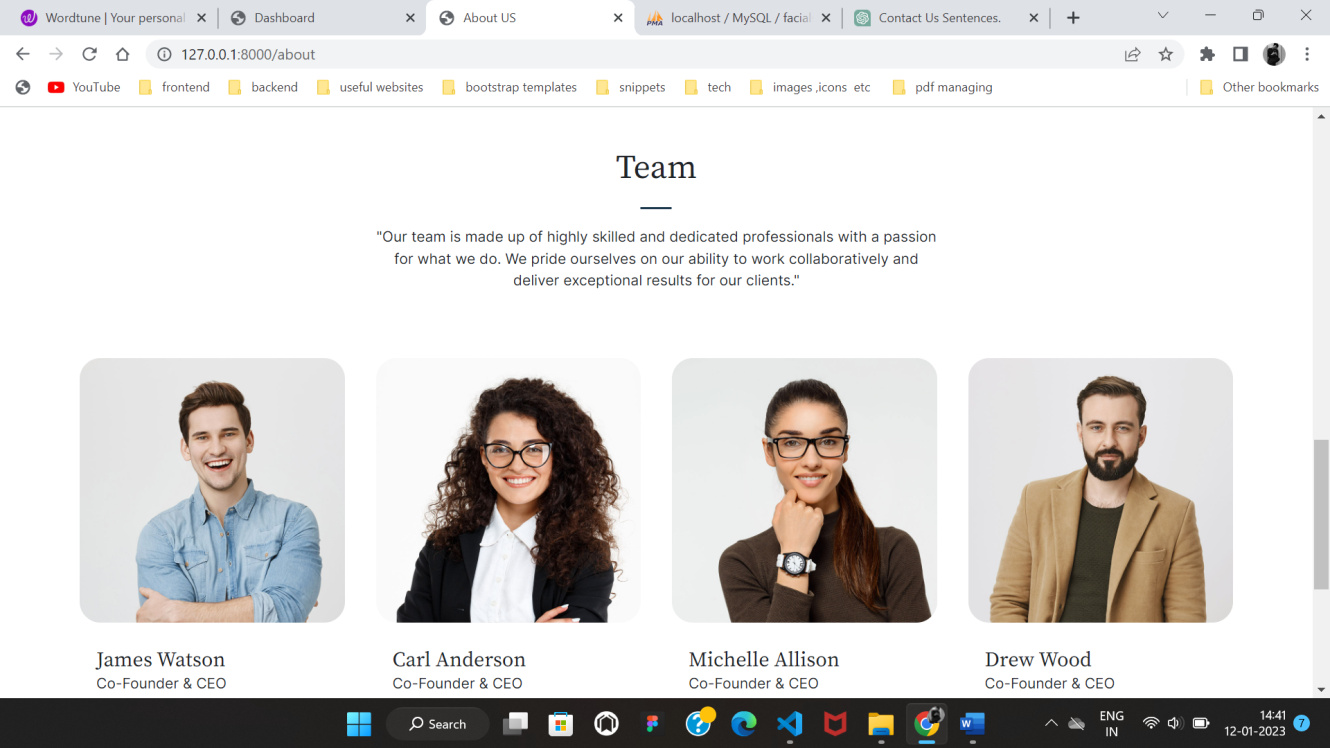 Wordtune | Your personal
Dashboard
About US
localhost / MySQL / facial
Contact Us Sentences.
127.0.0.1:8000/about
YouTube
frontend
backend
useful websites
bootstrap templates
snippets
tech
images ,icons etc
pdf managing
Other bookmarks
Team
"Our team is made up of highly skilled and dedicated professionals with a passion
for what we do. We pride ourselves on our ability to work collaboratively and
deliver exceptional results for our clients."
James Watson
Co-Founder & CEO
Carl Anderson
Co-Founder & CEO
Michelle Allison
Co-Founder & CEO
Drew Wood
Co-Founder & CEO
Search
ENG
IN
14:41
12-01-2023
7